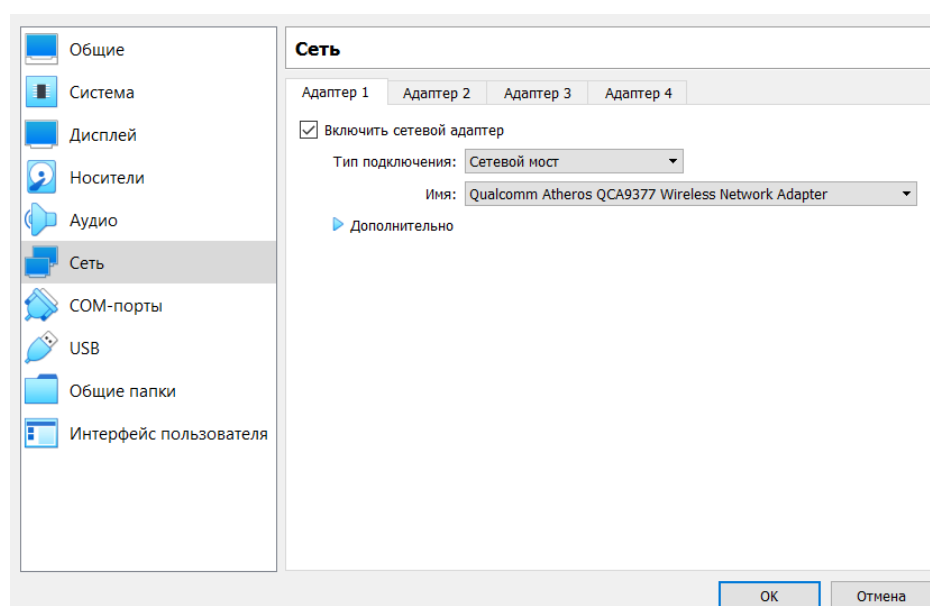 Общие
Система
Дисплей
Носители
Аудио
Сеть
COM-порты
USB
Общие папки
Интерфейс пользователя
Сеть
Адаптер 1 Адаптер 2 Адаптер 3 Адаптер 4
Включить сетевой адаптер
Тип подключения: Сетевой мост
Имя: Qualcomm Atheros QCA9377 Wireless Network Adapter
Дополнительно
OK Отмена